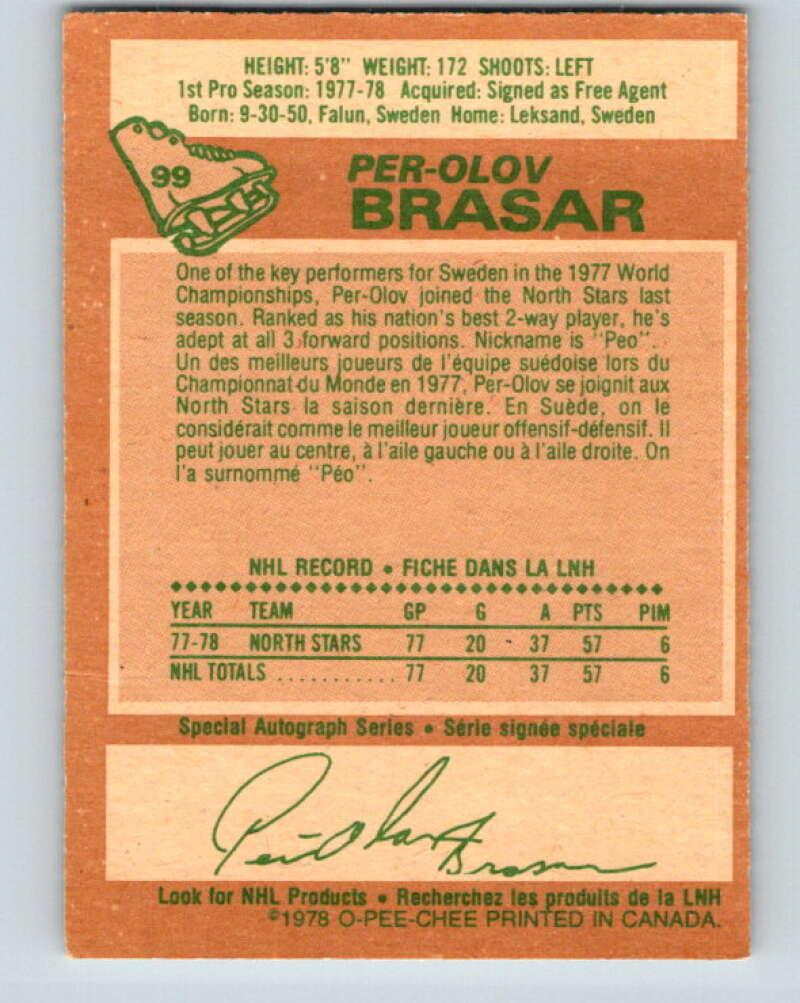 HEIGHT: 5'8" WEIGHT: 172 SHOOTS: LEFT
1st Pro Season: 1977-78 Acquired: Signed as Free Agent
Born: 9-30-50, Falun, Sweden Home: Leksand, Sweden
99
PER-OLOV
BRASAR
One of the key performers for Sweden in the 1977 World
Championships, Per-Olov joined the North Stars last
season. Ranked as his nation's best 2-way player, he's
adept at all 3 forward positions. Nickname is "Peo".
Un des meilleurs joueurs de l'équipe suédoise lors du
Championnat du Monde en 1977, Per-Olov se joignit aux
North Stars la saison dernière. En Suède, on le
considérait comme le meilleur joueur offensif-défensif. Il
peut jouer au centre, à l'aile gauche ou à l'aile droite. On
l'a surnommé "Péo".
NHL RECORD • FICHE DANS LA LNH
YEAR TEAM GP G A PTS PIM
77-78 NORTH STARS 77 20 37 57 6
NHL TOTALS ........... 77 20 37 57 6
Special Autograph Series • Série signée spéciale
Per-Olov Brasar
Look for NHL Products • Recherchez les produits de la LNH
©1978 O-PEE-CHEE PRINTED IN CANADA.